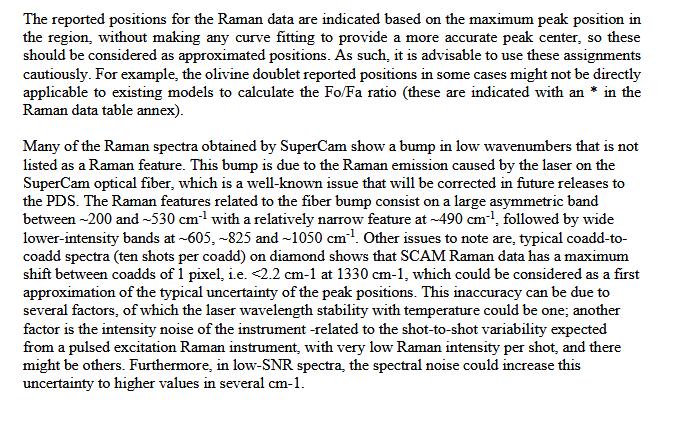 The reported positions for the Raman data are indicated based on the maximum peak position in
the region, without making any curve fitting to provide a more accurate peak center, so these
should be considered as approximated positions. As such, it is advisable to use these assignments
cautiously. For example, the olivine doublet reported positions in some cases might not be directly
applicable to existing models to calculate the Fo/Fa ratio (these are indicated with an * in the
Raman data table annex).
Many of the Raman spectra obtained by SuperCam show a bump in low wavenumbers that is not
listed as a Raman feature. This bump is due to the Raman emission caused by the laser on the
SuperCam optical fiber, which is a well-known issue that will be corrected in future releases to
the PDS. The Raman features related to the fiber bump consist on a large asymmetric band
between ~200 and ~530 cm⁻¹ with a relatively narrow feature at ~490 cm⁻¹, followed by wide
lower-intensity bands at ~605, ~825 and ~1050 cm⁻¹. Other issues to note are, typical coadd-to-
coadd spectra (ten shots per coadd) on diamond shows that SCAM Raman data has a maximum
shift between coadds of 1 pixel, i.e. <2.2 cm-1 at 1330 cm-1, which could be considered as a first
approximation of the typical uncertainty of the peak positions. This inaccuracy can be due to
several factors, of which the laser wavelength stability with temperature could be one; another
factor is the intensity noise of the instrument -related to the shot-to-shot variability expected
from a pulsed excitation Raman instrument, with very low Raman intensity per shot, and there
might be others. Furthermore, in low-SNR spectra, the spectral noise could increase this
uncertainty to higher values in several cm-1.